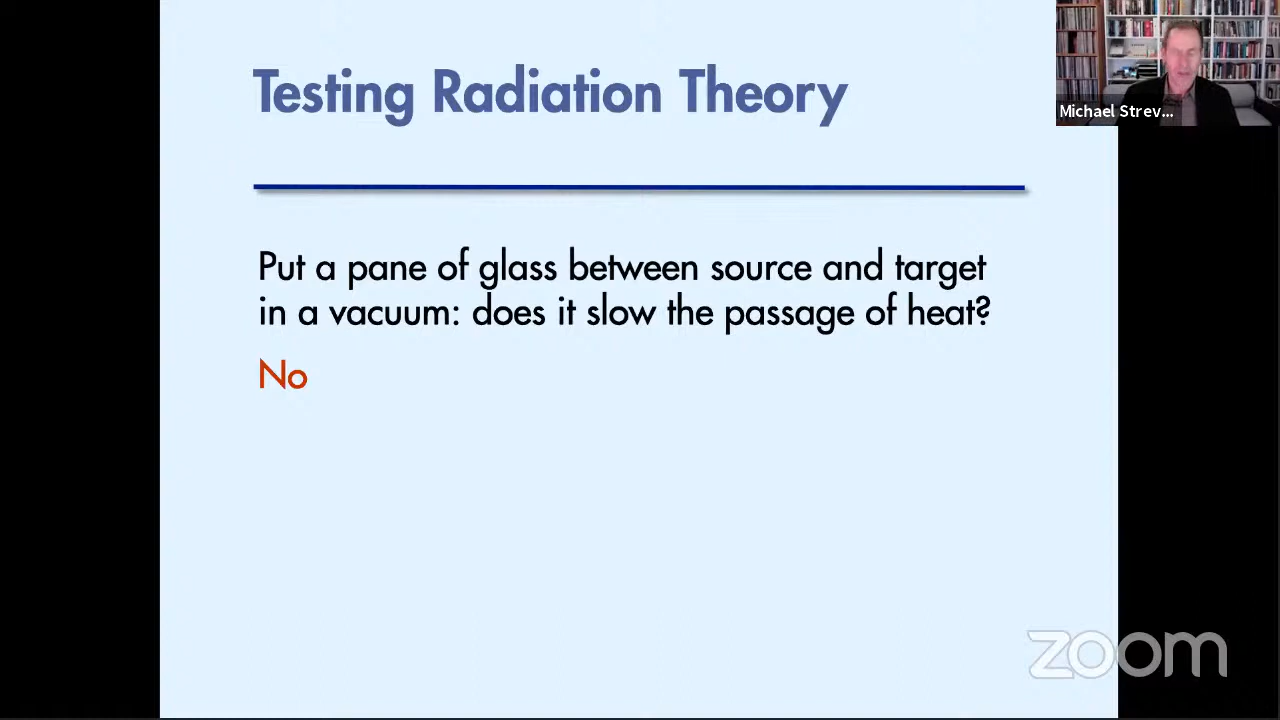 Testing Radiation Theory
Michael Strev...
Put a pane of glass between source and target
in a vacuum: does it slow the passage of heat?
No
zoom